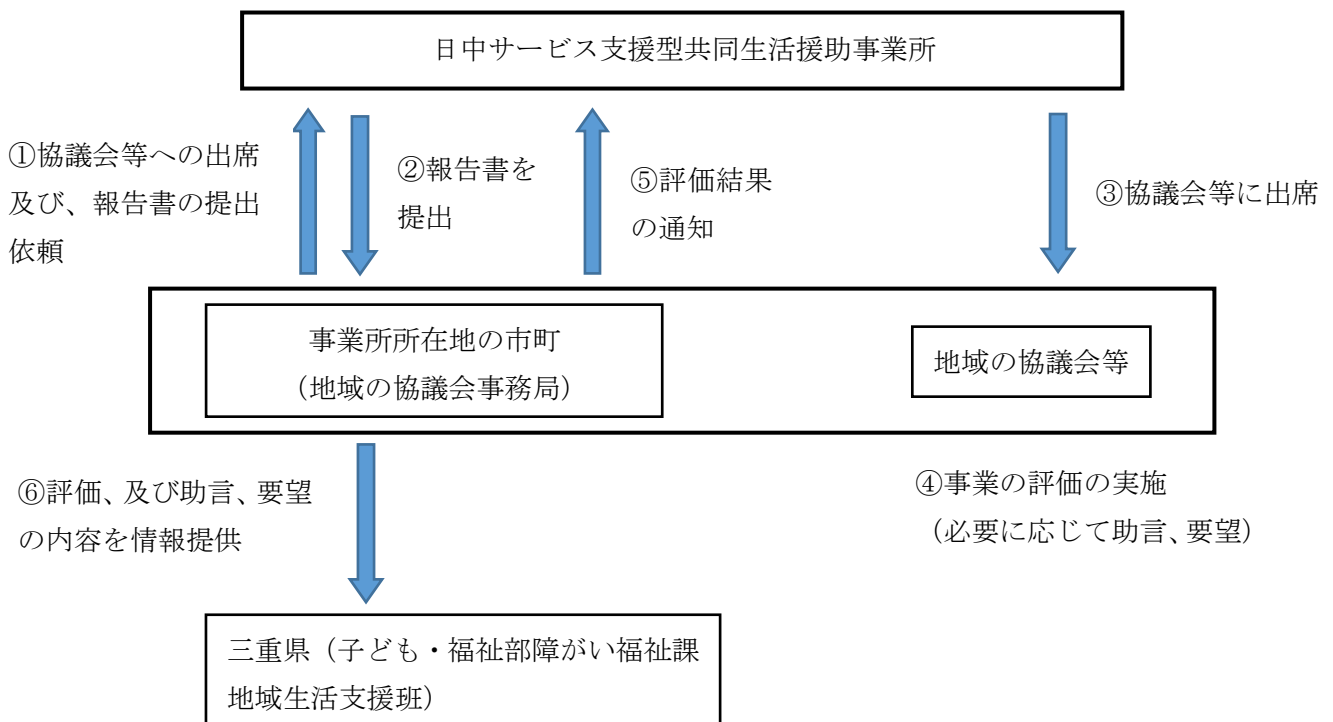 日中サービス支援型共同生活援助事業所
①協議会等への出席
及び、報告書の提出
依頼
②報告書を
提出
⑤評価結果
の通知
③協議会等に出席
事業所所在地の市町
（地域の協議会事務局）
地域の協議会等
⑥評価、及び助言、要望
の内容を情報提供
④事業の評価の実施
（必要に応じて助言、要望）
三重県（子ども・福祉部障がい福祉課
地域生活支援班）